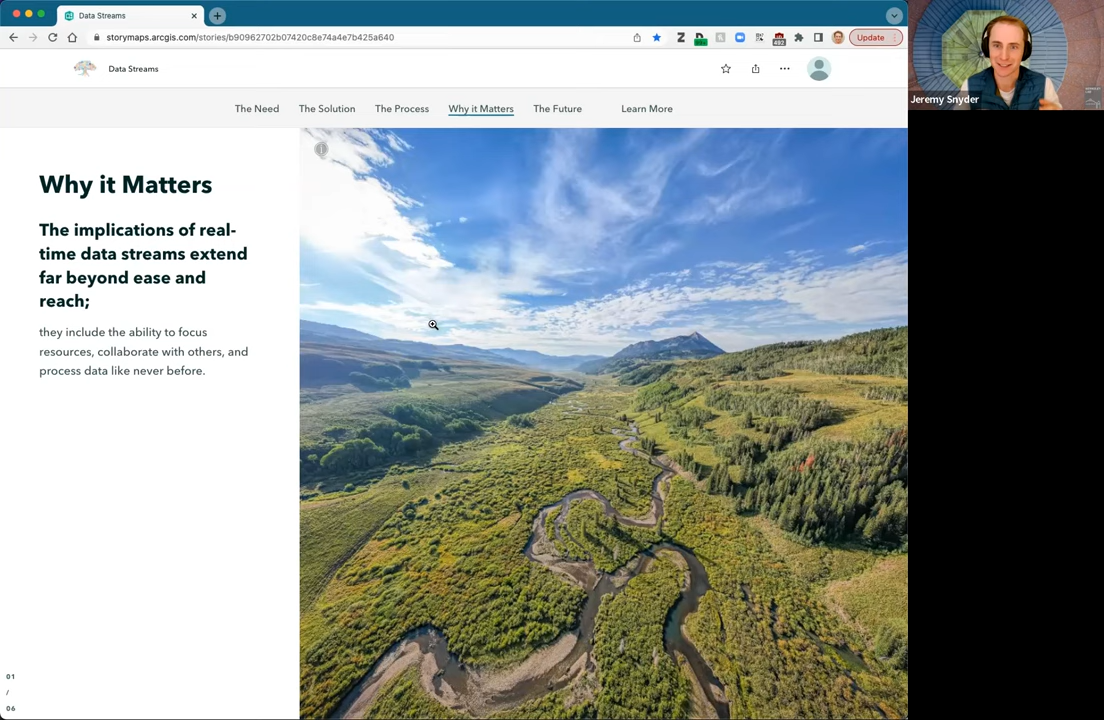 Data Streams
storymaps.arcgis.com/stories/b90962702b07420c8e74a4e7b425a640
Update
Jeremy Snyder
Data Streams
The Need
The Solution
The Process
Why it Matters
The Future
Learn More
Why it Matters
The implications of real-
time data streams extend
far beyond ease and
reach;
they include the ability to focus
resources, collaborate with others, and
process data like never before.
01
/
06